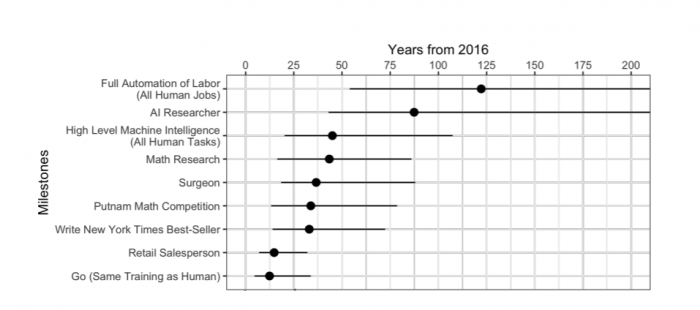 Years from 2016
0 25 50 75 100 125 150 175 200
Full Automation of Labor
(All Human Jobs)
AI Researcher
High Level Machine Intelligence
(All Human Tasks)
Math Research
Surgeon
Putnam Math Competition
Write New York Times Best-Seller
Retail Salesperson
Go (Same Training as Human)
Milestones